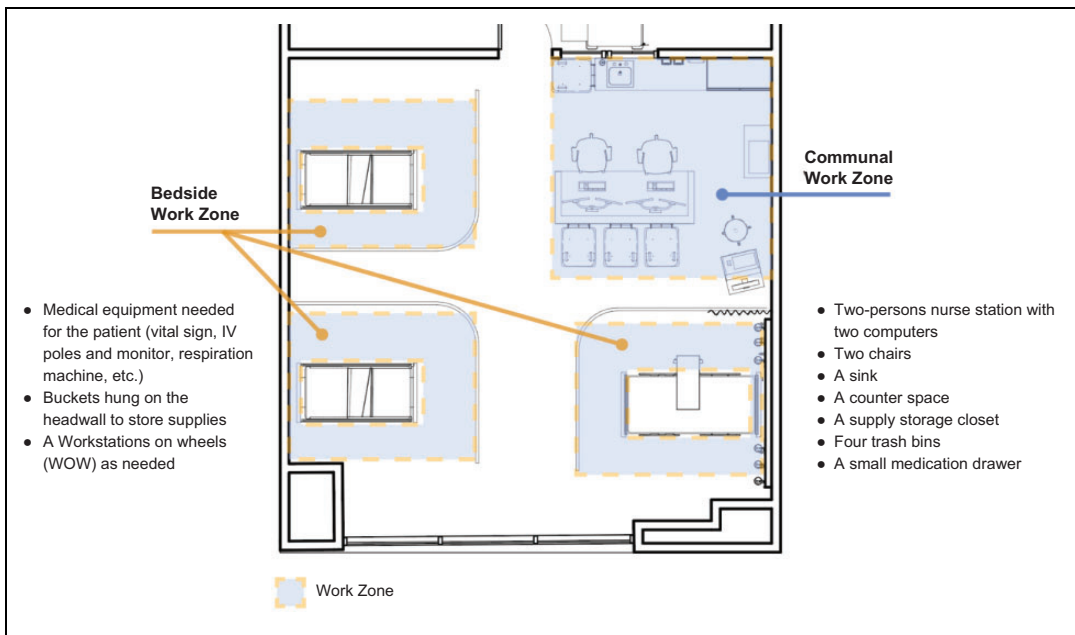 Communal
Work Zone
Bedside
Work Zone
● Medical equipment needed
for the patient (vital sign, IV
poles and monitor, respiration
machine, etc.)
● Buckets hung on the
headwall to store supplies
● A Workstations on wheels
(WOW) as needed
● Two-persons nurse station with
two computers
● Two chairs
● A sink
● A counter space
● A supply storage closet
● Four trash bins
● A small medication drawer
Work Zone